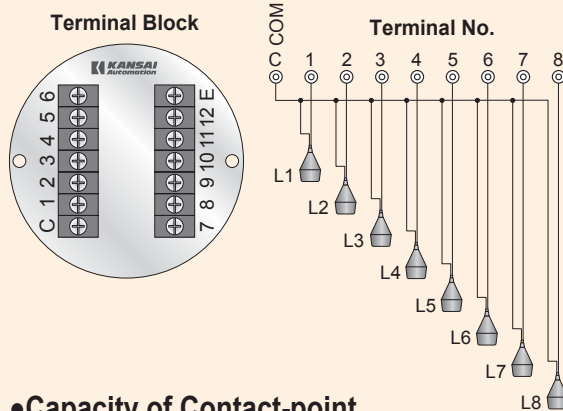 Terminal Block
KANSAI
Automation
6
5
4
3
2
1
C
E
12
11
10
9
8
7
COM
Terminal No.
C 1 2 3 4 5 6 7 8
L1
L2
L3
L4
L5
L6
L7
L8
•Capacity of Contact-point